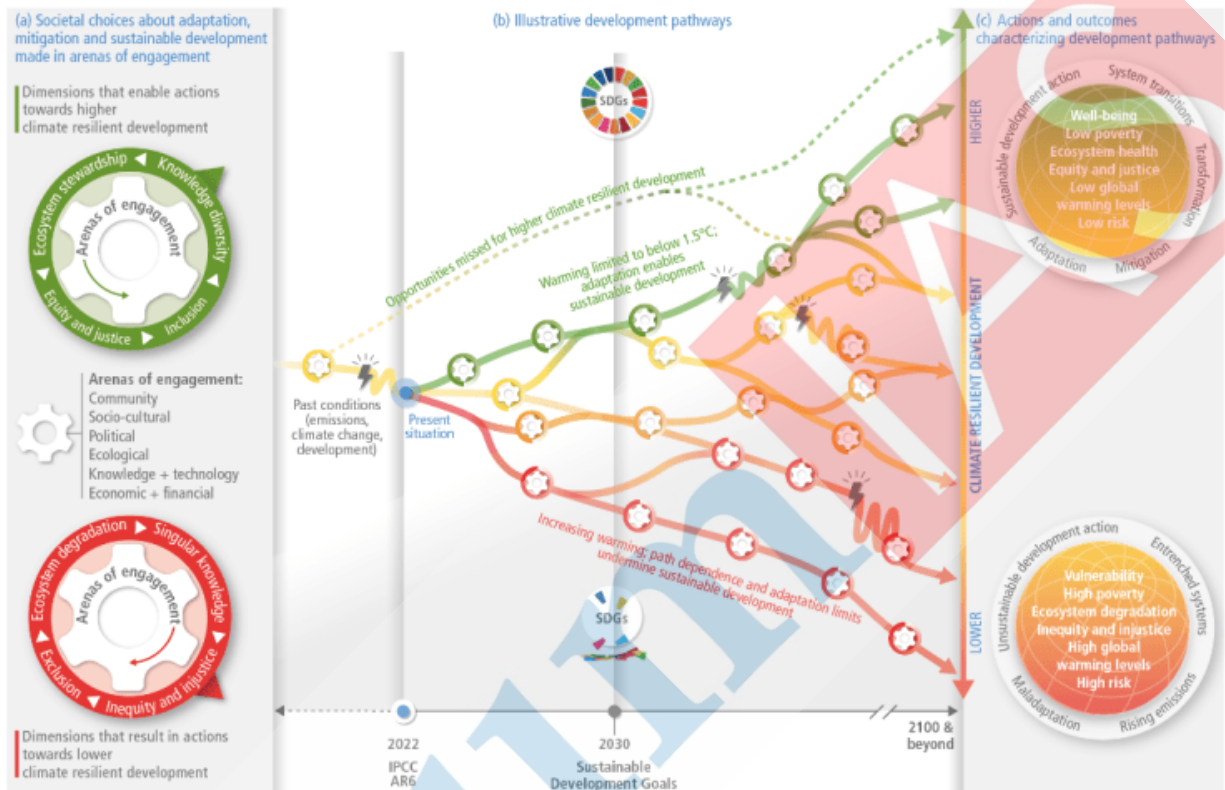 (a) Societal choices about adaptation,
mitigation and sustainable development
made in arenas of engagement
Dimensions that enable actions
towards higher
climate resilient development
Ecosystem stewardship
Knowledge diversity
Equity and justice
Inclusion
Arenas of engagement
Arenas of engagement:
Community
Socio-cultural
Political
Ecological
Knowledge + technology
Economic + financial
Ecosystem degradation
Singular knowledge
Exclusion
Inequity and injustice
Arenas of engagement
Dimensions that result in actions
towards lower
climate resilient development
(b) Illustrative development pathways
SDGs
Opportunities missed for higher climate resilient development
Warming limited to below 1.5°C;
adaptation enables
sustainable development
Past conditions
(emissions,
climate change,
development)
Present
situation
Increasing warming; path dependence and adaptation limits
undermine sustainable development
SDGs
2022
IPCC
AR6
2030
Sustainable
Development Goals
2100 &
beyond
HIGHER
CLIMATE RESILIENT DEVELOPMENT
LOWER
(c) Actions and outcomes
characterizing development pathways
Sustainable development action
System transitions
Transformation
Mitigation
Adaptation
Well-being
Low poverty
Ecosystem health
Equity and justice
Low global
warming levels
Low risk
Unsustainable development action
Entrenched systems
Rising emissions
Maladaptation
Vulnerability
High poverty
Ecosystem degradation
Inequity and injustice
High global
warming levels
High risk